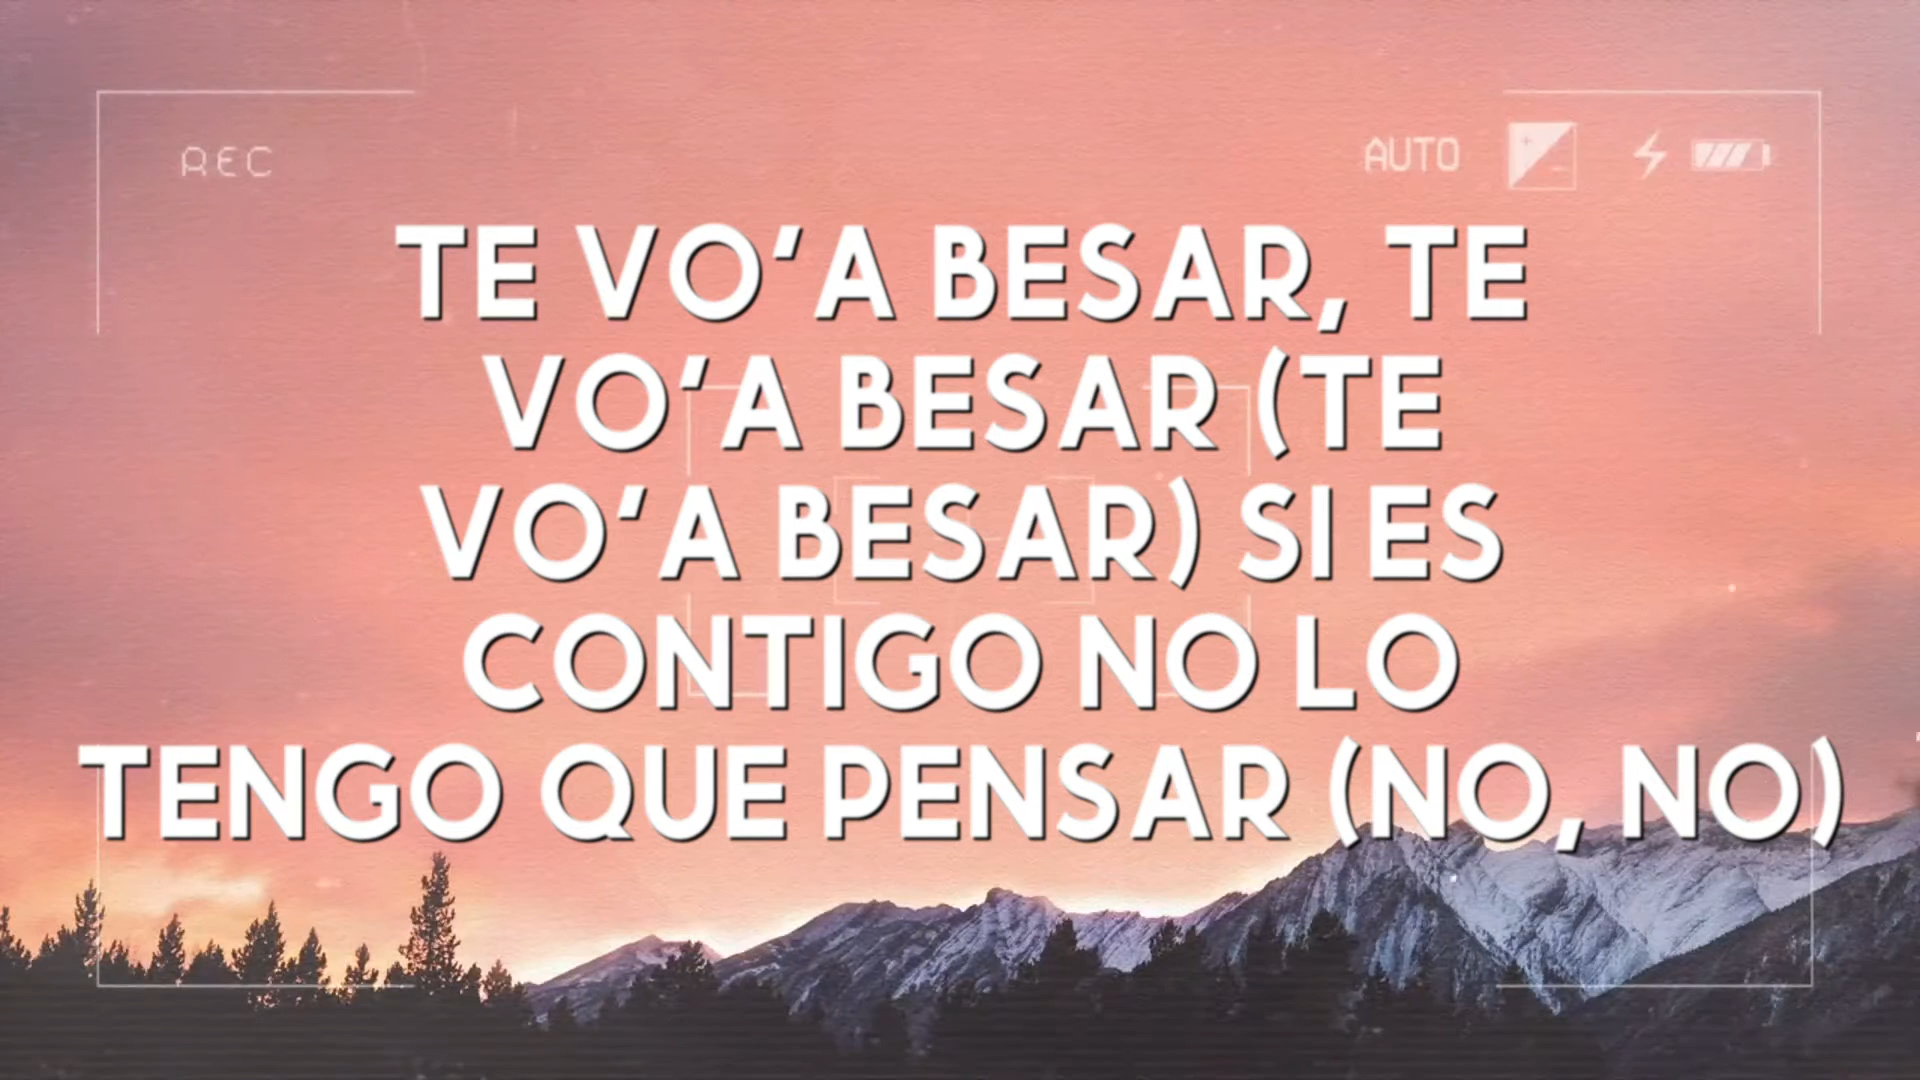 REC
AUTO
TE VO'A BESAR, TE
VO'A BESAR (TE
VO'A BESAR) SI ES
CONTIGO NO LO
TENGO QUE PENSAR (NO, NO)